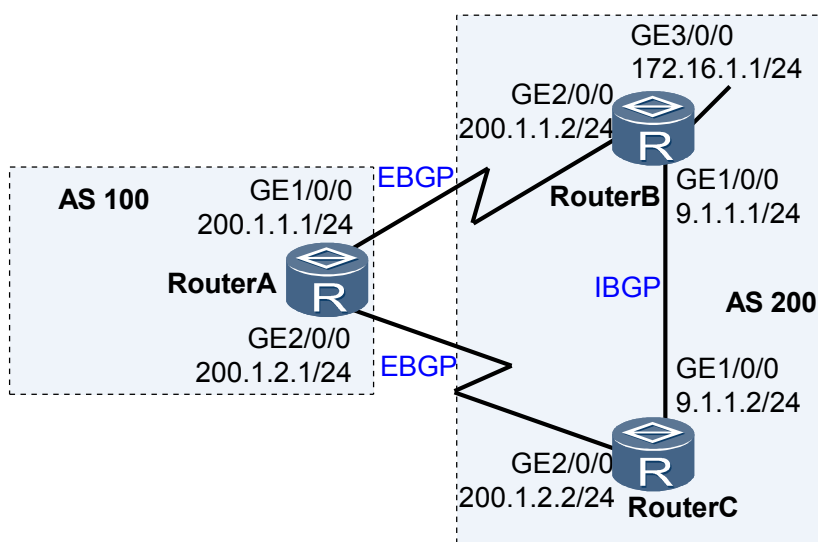 GE3/0/0
172.16.1.1/24
GE2/0/0
200.1.1.2/24
R
RouterB
EBGP
AS 100
GE1/0/0
200.1.1.1/24
GE1/0/0
9.1.1.1/24
RouterA
R
IBGP
AS 200
GE2/0/0
200.1.2.1/24
EBGP
GE1/0/0
9.1.1.2/24
GE2/0/0
200.1.2.2/24
R
RouterC